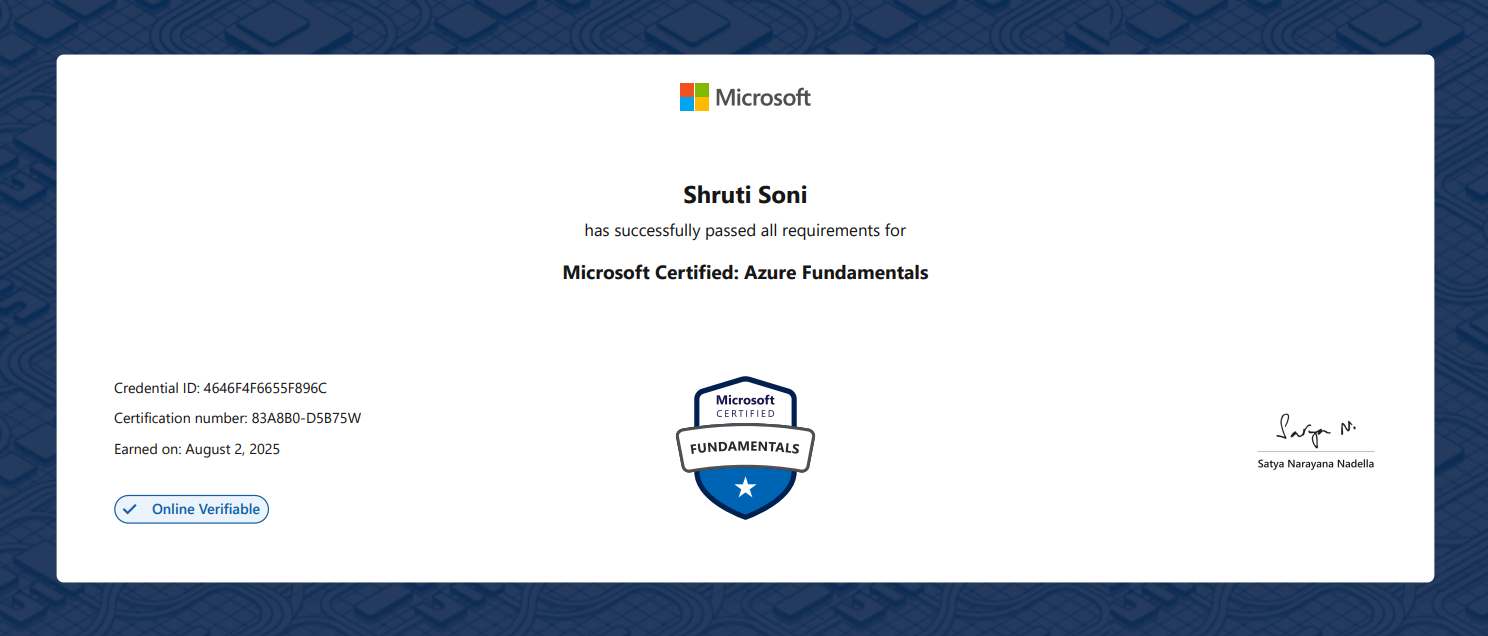 Microsoft
Shruti Soni
has successfully passed all requirements for
Microsoft Certified: Azure Fundamentals
Credential ID: 4646F4F6655F896C
Certification number: 83A8B0-D5B75W
Earned on: August 2, 2025
Online Verifiable
Microsoft
CERTIFIED
FUNDAMENTALS
Satya N.
Satya Narayana Nadella